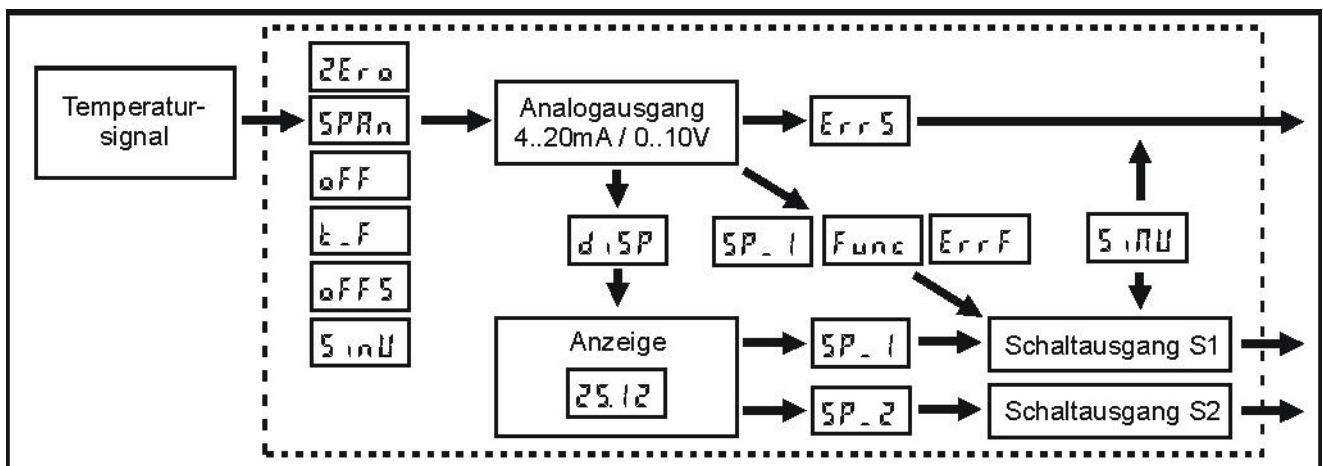 ZEro
Temperatur-
signal
SPAn
Analogausgang
4..20mA / 0..10V
ErrS
oFF
t_F
diSP
SP_1
Func
ErrF
SiMU
oFFS
SinU
Anzeige
25.12
SP_1
Schaltausgang S1
SP_2
Schaltausgang S2